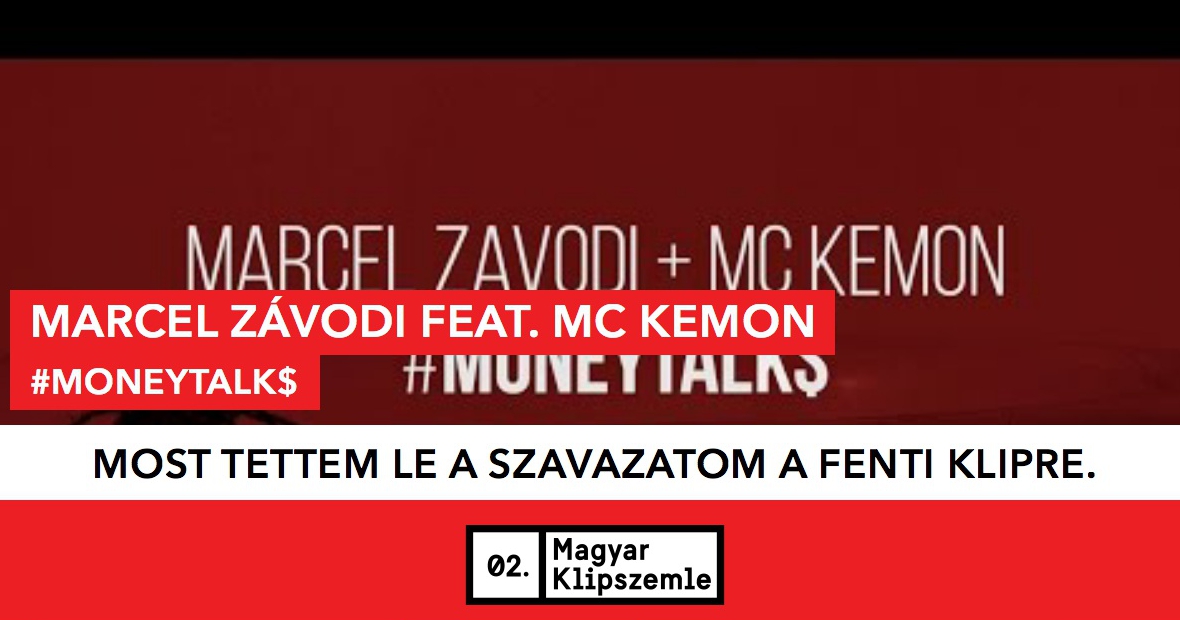 MARCEL ZAVODI + MC KEMON
MARCEL ZÁVODI FEAT. MC KEMON
#MONEYTALK$
#MONEYTALK$
MOST TETTEM LE A SZAVAZATOM A FENTI KLIPRE.
02.
Magyar
Klipszemle